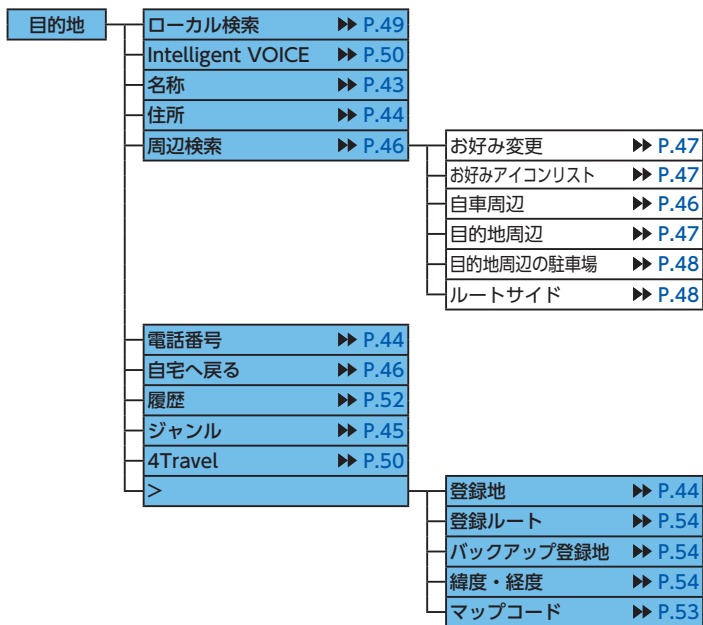 目的地
ローカル検索 ▶▶ P.49
Intelligent VOICE ▶▶ P.50
名称 ▶▶ P.43
住所 ▶▶ P.44
周辺検索 ▶▶ P.46
お好み変更 ▶▶ P.47
お好みアイコンリスト ▶▶ P.47
自車周辺 ▶▶ P.46
目的地周辺 ▶▶ P.47
目的地周辺の駐車場 ▶▶ P.48
ルートサイド ▶▶ P.48
電話番号 ▶▶ P.44
自宅へ戻る ▶▶ P.46
履歴 ▶▶ P.52
ジャンル ▶▶ P.45
4Travel ▶▶ P.50
>
登録地 ▶▶ P.44
登録ルート ▶▶ P.54
バックアップ登録地 ▶▶ P.54
緯度・経度 ▶▶ P.54
マップコード ▶▶ P.53